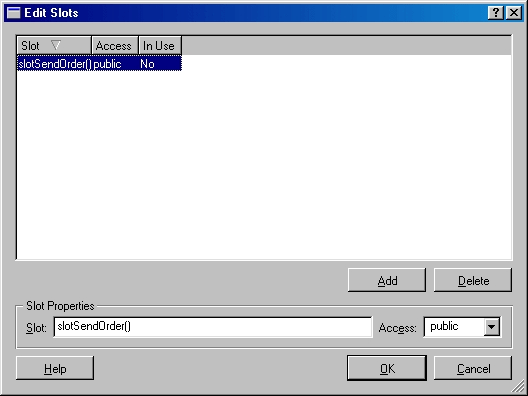 Edit Slots
Slot Access In Use
slotSendOrder() public No
Add Delete
Slot Properties
Slot: slotSendOrder() Access: public
Help OK Cancel